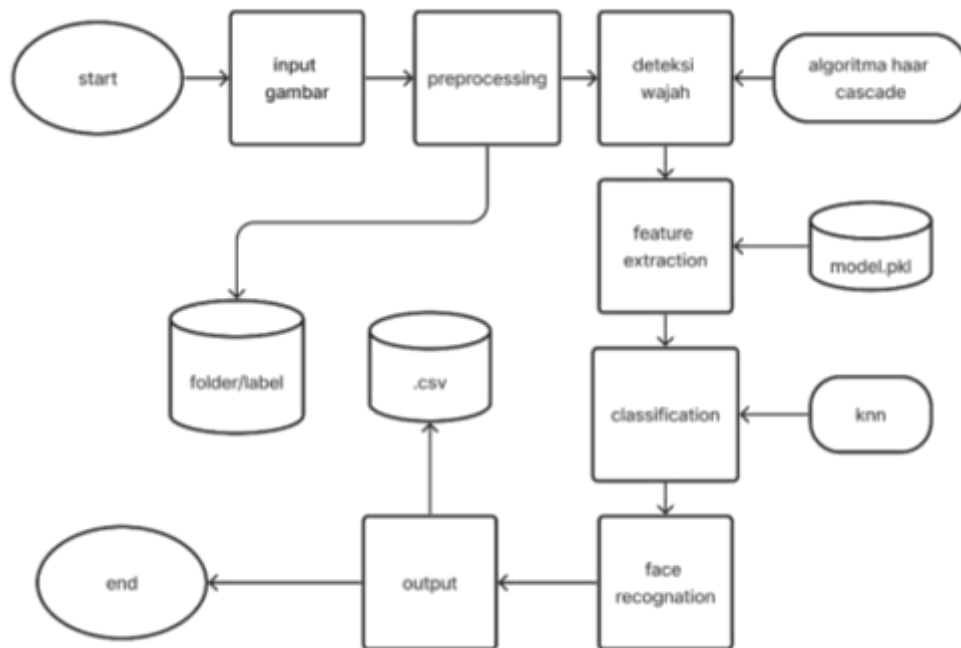 start
input
gambar
preprocessing
deteksi
wajah
algoritma haar
cascade
feature
extraction
model.pkl
folder/label
.csv
classification
knn
end
output
face
recognation